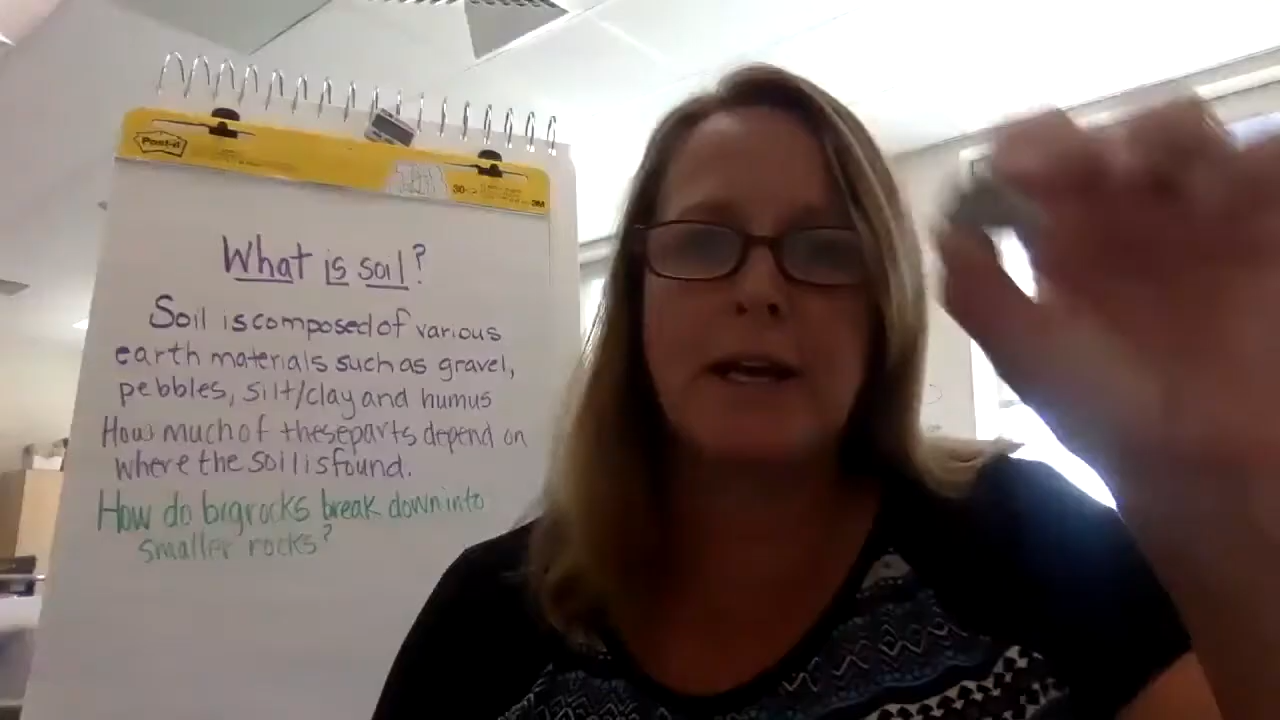 Post-it
30
3M
What is soil?
Soil is composed of various
earth materials such as gravel,
pebbles, silt/clay and humus
How much of these parts depend on
where the soil is found.
How do big rocks break down into
smaller rocks?